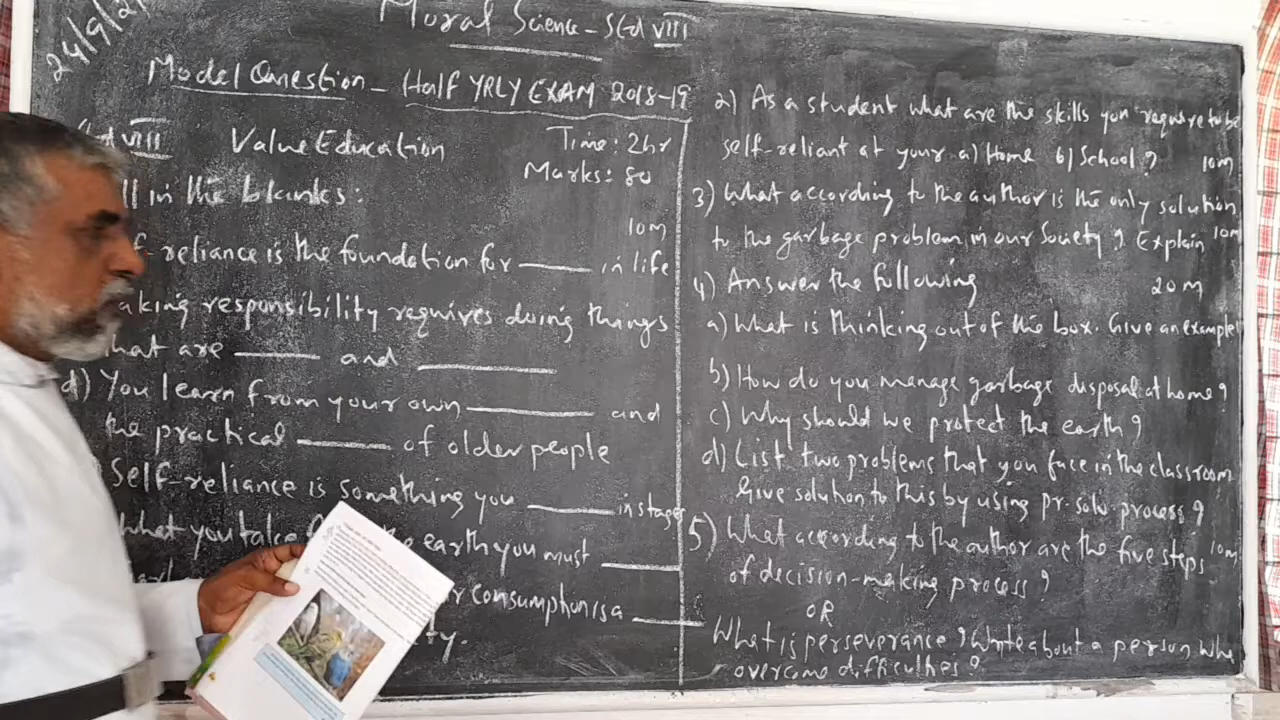 24/9/21
Moral Science - Std VIII
Model Question - Half YRLY EXAM 2018-19
VIII Value Education Time: 2hr
Marks: 80
ll in the blanks:
10m
f-reliance is the foundation for ______ in life
aking responsibility requires doing things
hat are ______ and ______
d) You learn from your own ______ and
the practical ______ of older people
Self-reliance is something you ______ in stages
What you take earth you must ______
consumption is a ______
ty.
2) As a student what are the skills you require to be
self-reliant at your a) Home b) School? 10m
3) What according to the author is the only solution
to the garbage problem in our Society? Explain 10m
4) Answer the following 20m
a) What is thinking out of the box. Give an example
b) How do you manage garbage disposal at home?
c) Why should we protect the earth?
d) List two problems that you face in the classroom
Give solution to this by using pr. solv. process?
5) What according to the author are the five steps 10m
of decision-making process?
OR
What is perseverance? Write about a person who
overcame difficulties?